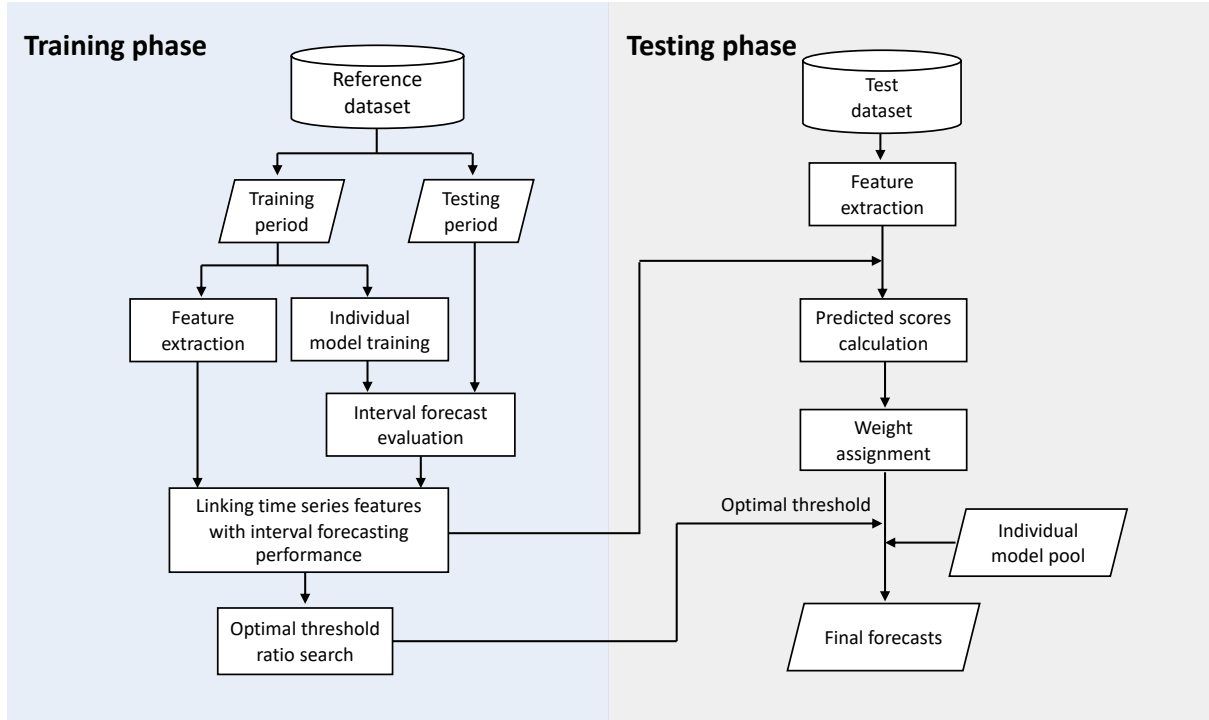 Training phase
Reference
dataset
Training
period
Testing
period
Feature
extraction
Individual
model training
Interval forecast
evaluation
Linking time series features
with interval forecasting
performance
Optimal threshold
ratio search
Testing phase
Test
dataset
Feature
extraction
Predicted scores
calculation
Weight
assignment
Optimal threshold
Individual
model pool
Final forecasts